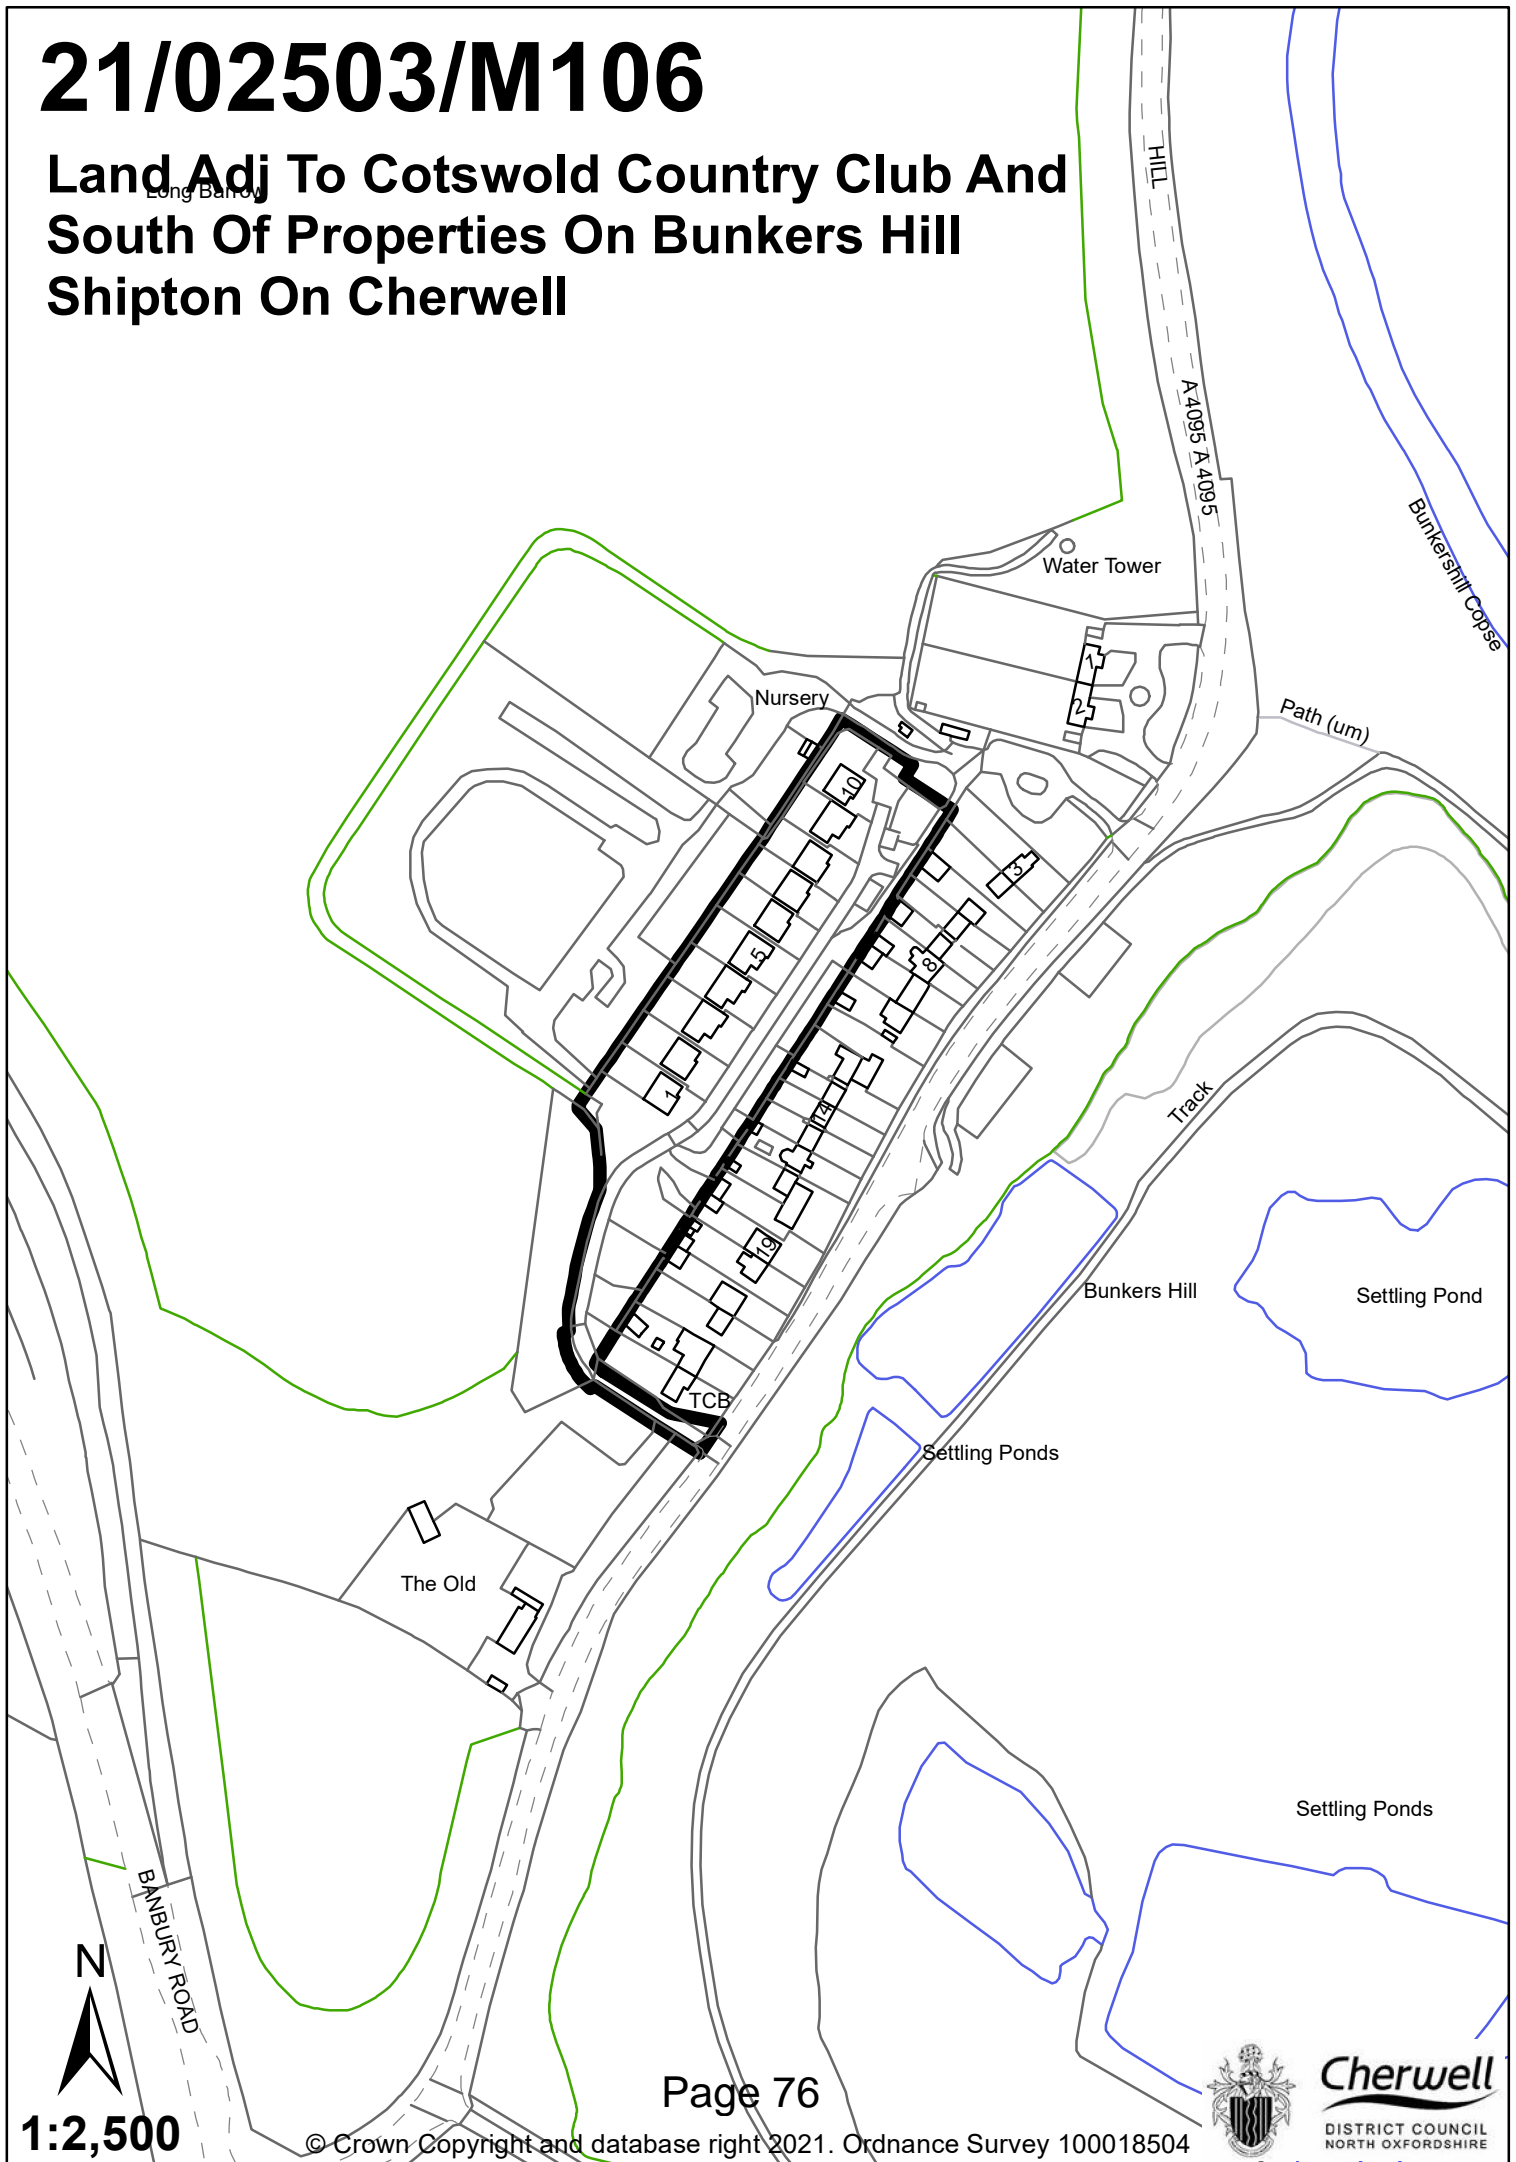 21/02503/M106
Land Adj To Cotswold Country Club And
Long Barrow
South Of Properties On Bunkers Hill
Shipton On Cherwell
HILL
A 4095 A 4095
Bunkershill Copse
Water Tower
1
2
Nursery
Path (um)
10
3
5
8
1
14
Track
19
Bunkers Hill
Settling Pond
TCB
Settling Ponds
The Old
Settling Ponds
BANBURY ROAD
N
Page 76
1:2,500
© Crown Copyright and database right 2021. Ordnance Survey 100018504
Cherwell
DISTRICT COUNCIL
NORTH OXFORDSHIRE